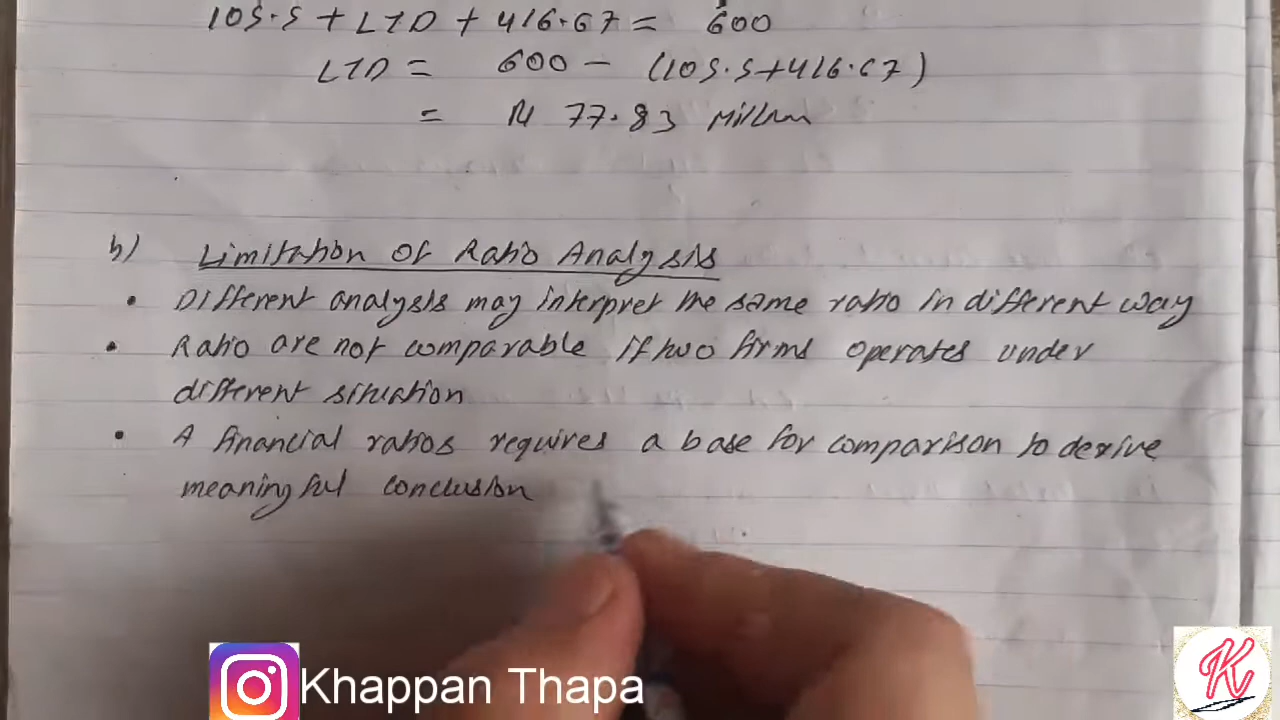 105.5 + LTD + 416.67 = 600
LTD = 600 - (105.5+416.67)
= Rs 77.83 Million
b) Limitation Of Ratio Analysis
• Different analysis may interpret the same ratio in different way
• Ratio are not comparable if two firms operates under
different situation
• A financial ratios requires a base for comparison to derive
meaningful conclusion
Khappan Thapa
K